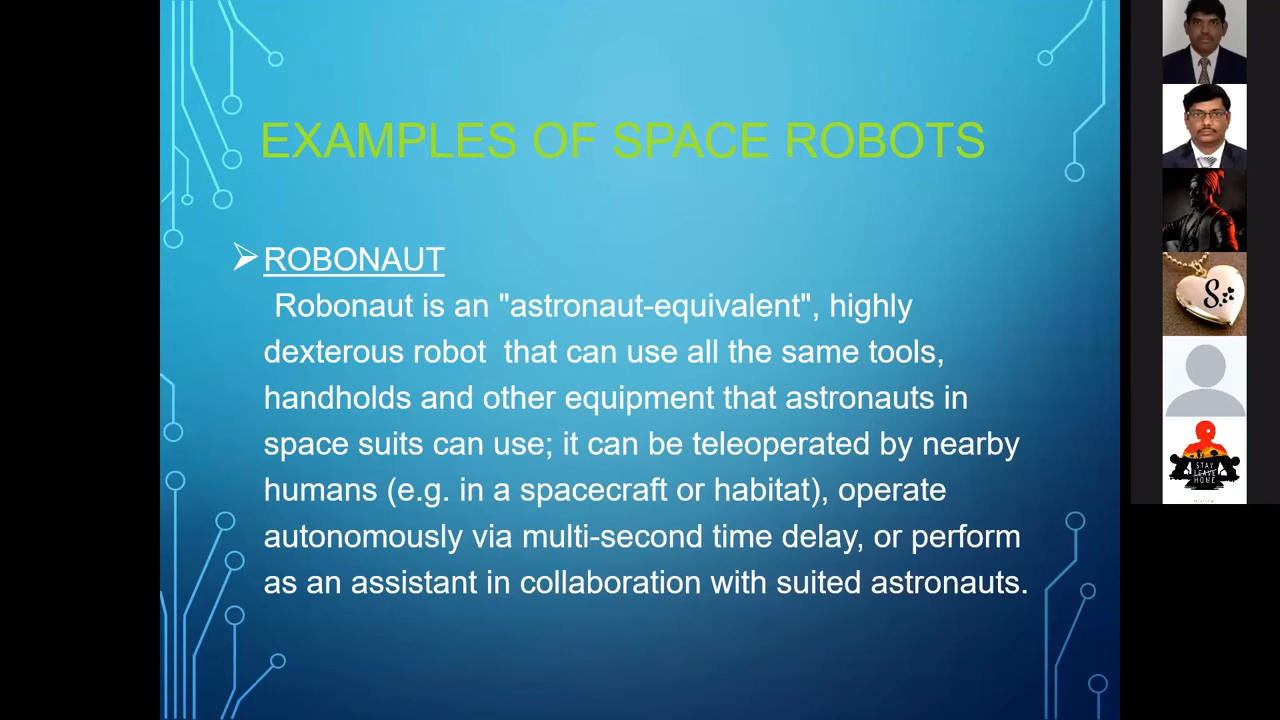 EXAMPLES OF SPACE ROBOTS
ROBONAUT
Robonaut is an "astronaut-equivalent", highly
dexterous robot that can use all the same tools,
handholds and other equipment that astronauts in
space suits can use; it can be teleoperated by nearby
humans (e.g. in a spacecraft or habitat), operate
autonomously via multi-second time delay, or perform
as an assistant in collaboration with suited astronauts.
S
STAY
HOME